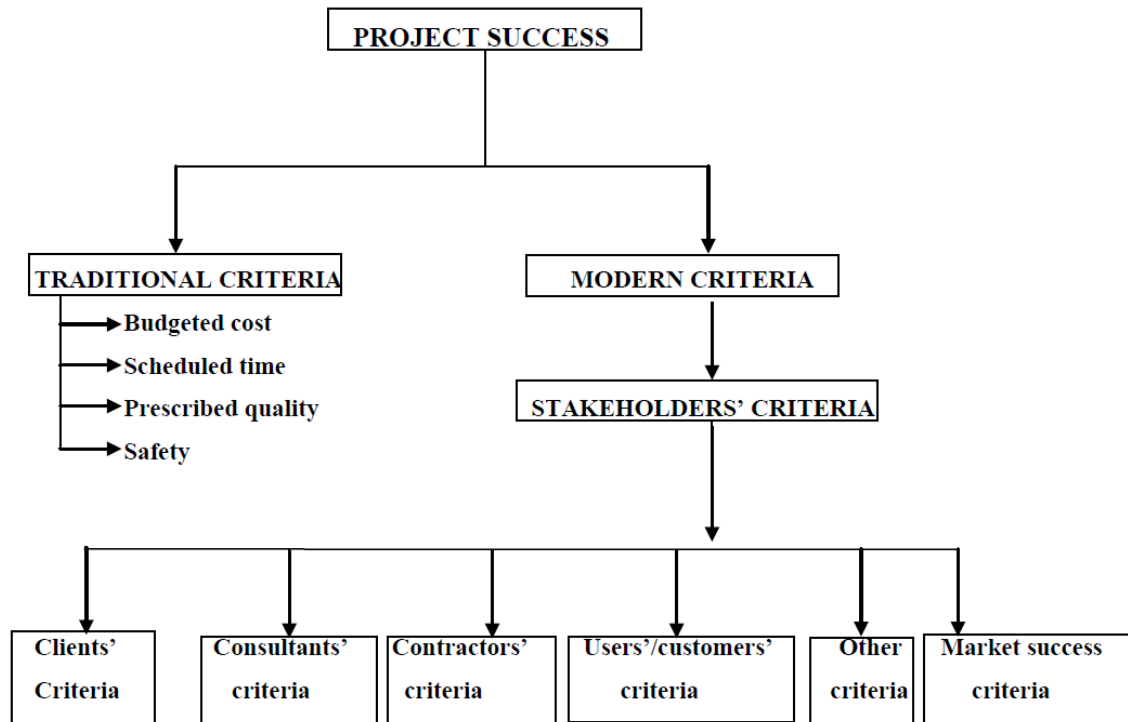 PROJECT SUCCESS
TRADITIONAL CRITERIA
MODERN CRITERIA
Budgeted cost
Scheduled time
Prescribed quality
Safety
STAKEHOLDERS’ CRITERIA
Clients’
Criteria
Consultants’
criteria
Contractors’
criteria
Users’/customers’
criteria
Other
criteria
Market success
criteria